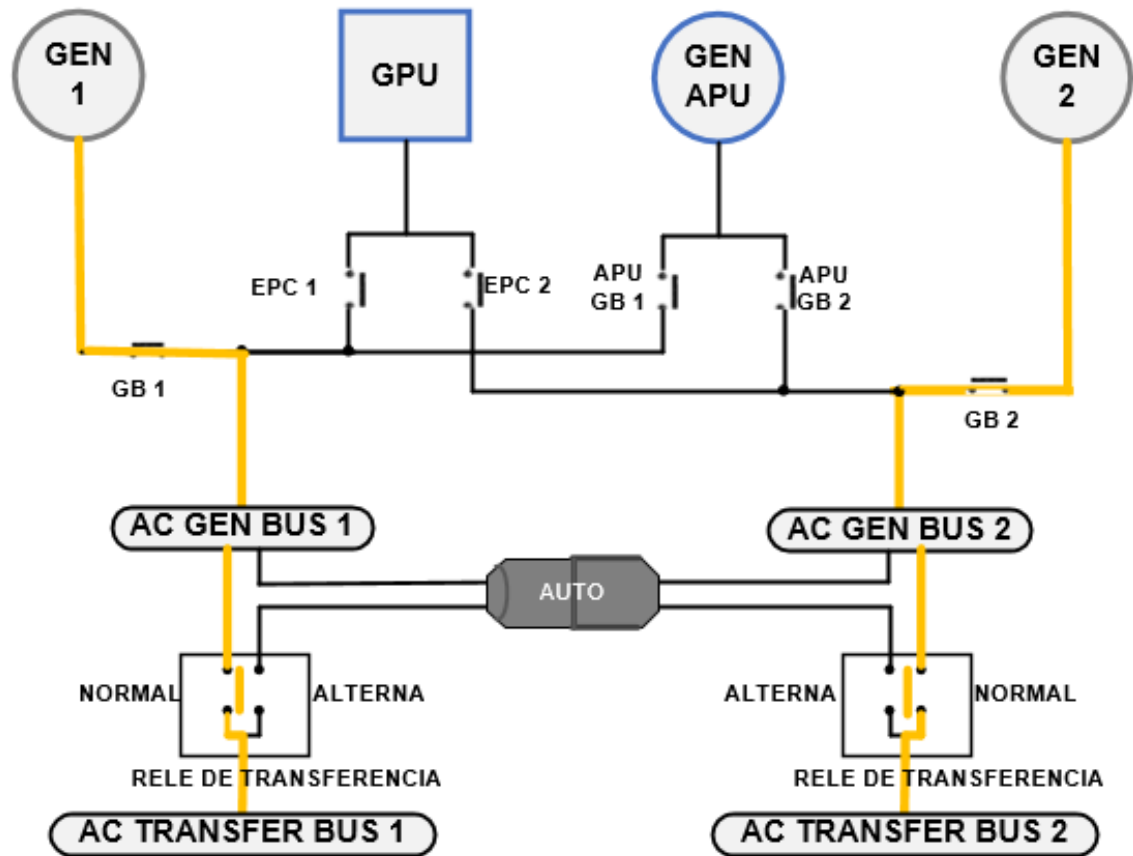 GEN
1
GPU
GEN
APU
GEN
2
EPC 1
EPC 2
APU
GB 1
APU
GB 2
GB 1
GB 2
AC GEN BUS 1
AC GEN BUS 2
AUTO
NORMAL
ALTERNA
ALTERNA
NORMAL
RELE DE TRANSFERENCIA
RELE DE TRANSFERENCIA
AC TRANSFER BUS 1
AC TRANSFER BUS 2